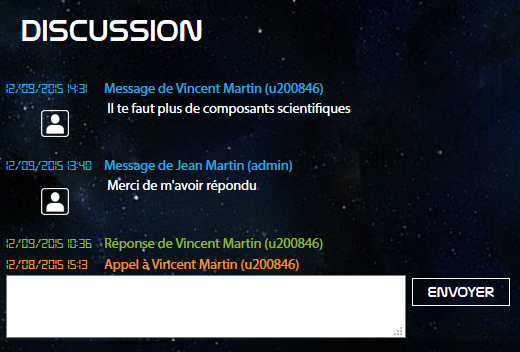 DISCUSSION
12/09/2015 14:31 Message de Vincent Martin (u200846)
Il te faut plus de composants scientifiques
12/09/2015 13:40 Message de Jean Martin (admin)
Merci de m'avoir répondu
12/09/2015 10:36 Réponse de Vincent Martin (u200846)
12/08/2015 15:13 Appel à Vincent Martin (u200846)
ENVOYER